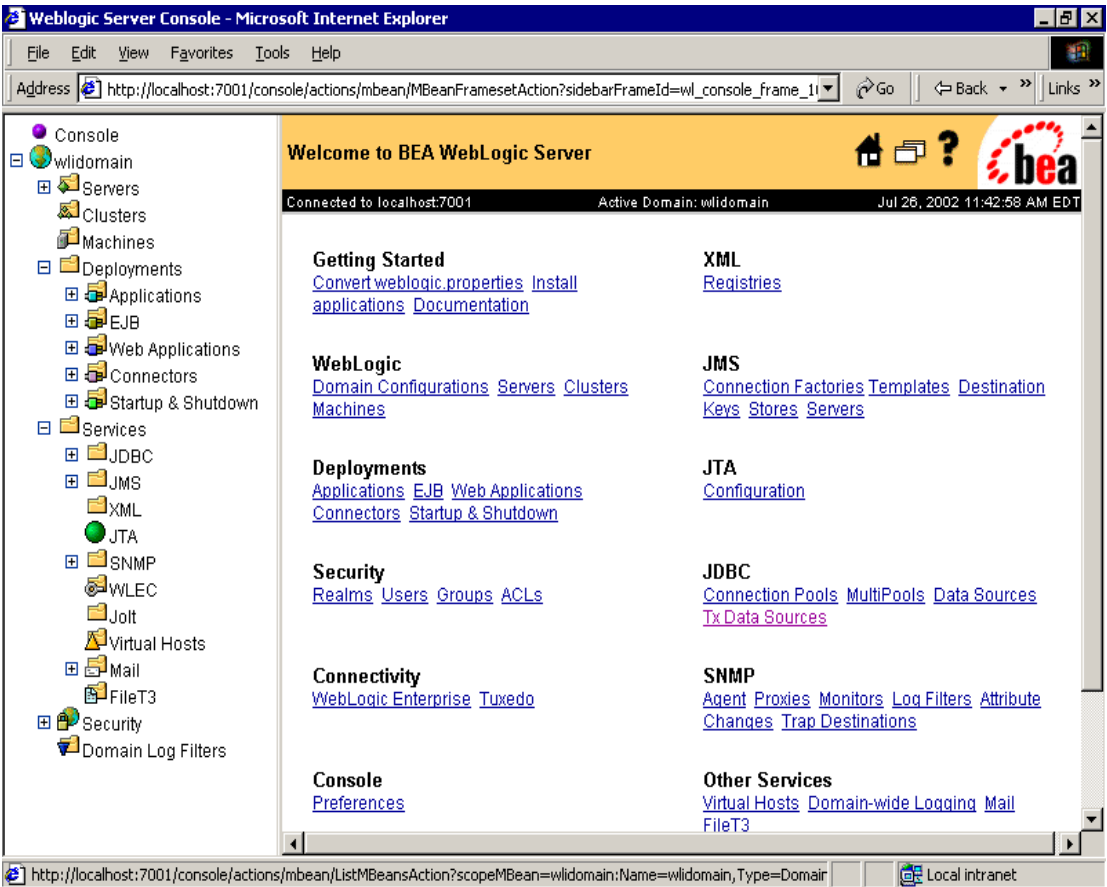 Weblogic Server Console - Microsoft Internet Explorer
File Edit View Favorites Tools Help
Address http://localhost:7001/console/actions/mbean/MBeanFramesetAction?sidebarFrameId=wl_console_frame_1 Go Back » Links »
Console
wlidomain
Servers
Clusters
Machines
Deployments
Applications
EJB
Web Applications
Connectors
Startup & Shutdown
Services
JDBC
JMS
XML
JTA
SNMP
WLEC
Jolt
Virtual Hosts
Mail
FileT3
Security
Domain Log Filters
Welcome to BEA WebLogic Server ? bea
Connected to localhost:7001 Active Domain: wlidomain Jul 26, 2002 11:42:58 AM EDT
Getting Started
Convert weblogic.properties Install
applications Documentation
XML
Registries
WebLogic
Domain Configurations Servers Clusters
Machines
JMS
Connection Factories Templates Destination
Keys Stores Servers
Deployments
Applications EJB Web Applications
Connectors Startup & Shutdown
JTA
Configuration
Security
Realms Users Groups ACLs
JDBC
Connection Pools MultiPools Data Sources
Tx Data Sources
Connectivity
WebLogic Enterprise Tuxedo
SNMP
Agent Proxies Monitors Log Filters Attribute
Changes Trap Destinations
Console
Preferences
Other Services
Virtual Hosts Domain-wide Logging Mail
FileT3
http://localhost:7001/console/actions/mbean/ListMBeansAction?scopeMBean=wlidomain:Name=wlidomain,Type=Domain Local intranet